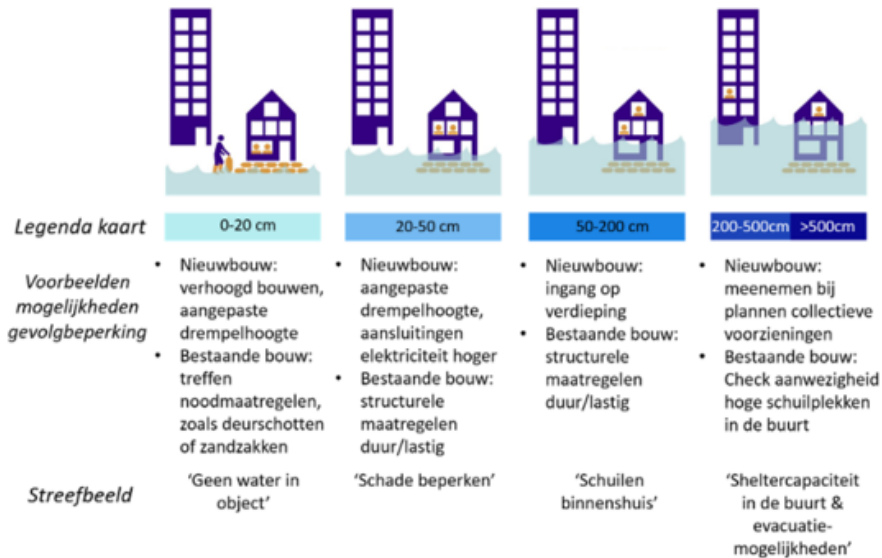 Legenda kaart
0-20 cm
20-50 cm
50-200 cm
200-500cm
>500cm
Voorbeelden
mogelijkheden
gevolgbeperking
• Nieuwbouw:
verhoogd bouwen,
aangepaste
drempelhoogte
• Bestaande bouw:
treffen
noodmaatregelen,
zoals deurschotten
of zandzakken
• Nieuwbouw:
aangepaste
drempelhoogte,
aansluitingen
elektriciteit hoger
• Bestaande bouw:
structurele
maatregelen
duur/lastig
• Nieuwbouw:
ingang op
verdieping
• Bestaande bouw:
structurele
maatregelen
duur/lastig
• Nieuwbouw:
meenemen bij
plannen collectieve
voorzieningen
• Bestaande bouw:
Check aanwezigheid
hoge schuilplekken
in de buurt
Streefbeeld
‘Geen water in
object’
‘Schade beperken’
‘Schuilen
binnenshuis’
‘Sheltercapaciteit
in de buurt &
evacuatie-
mogelijkheden’